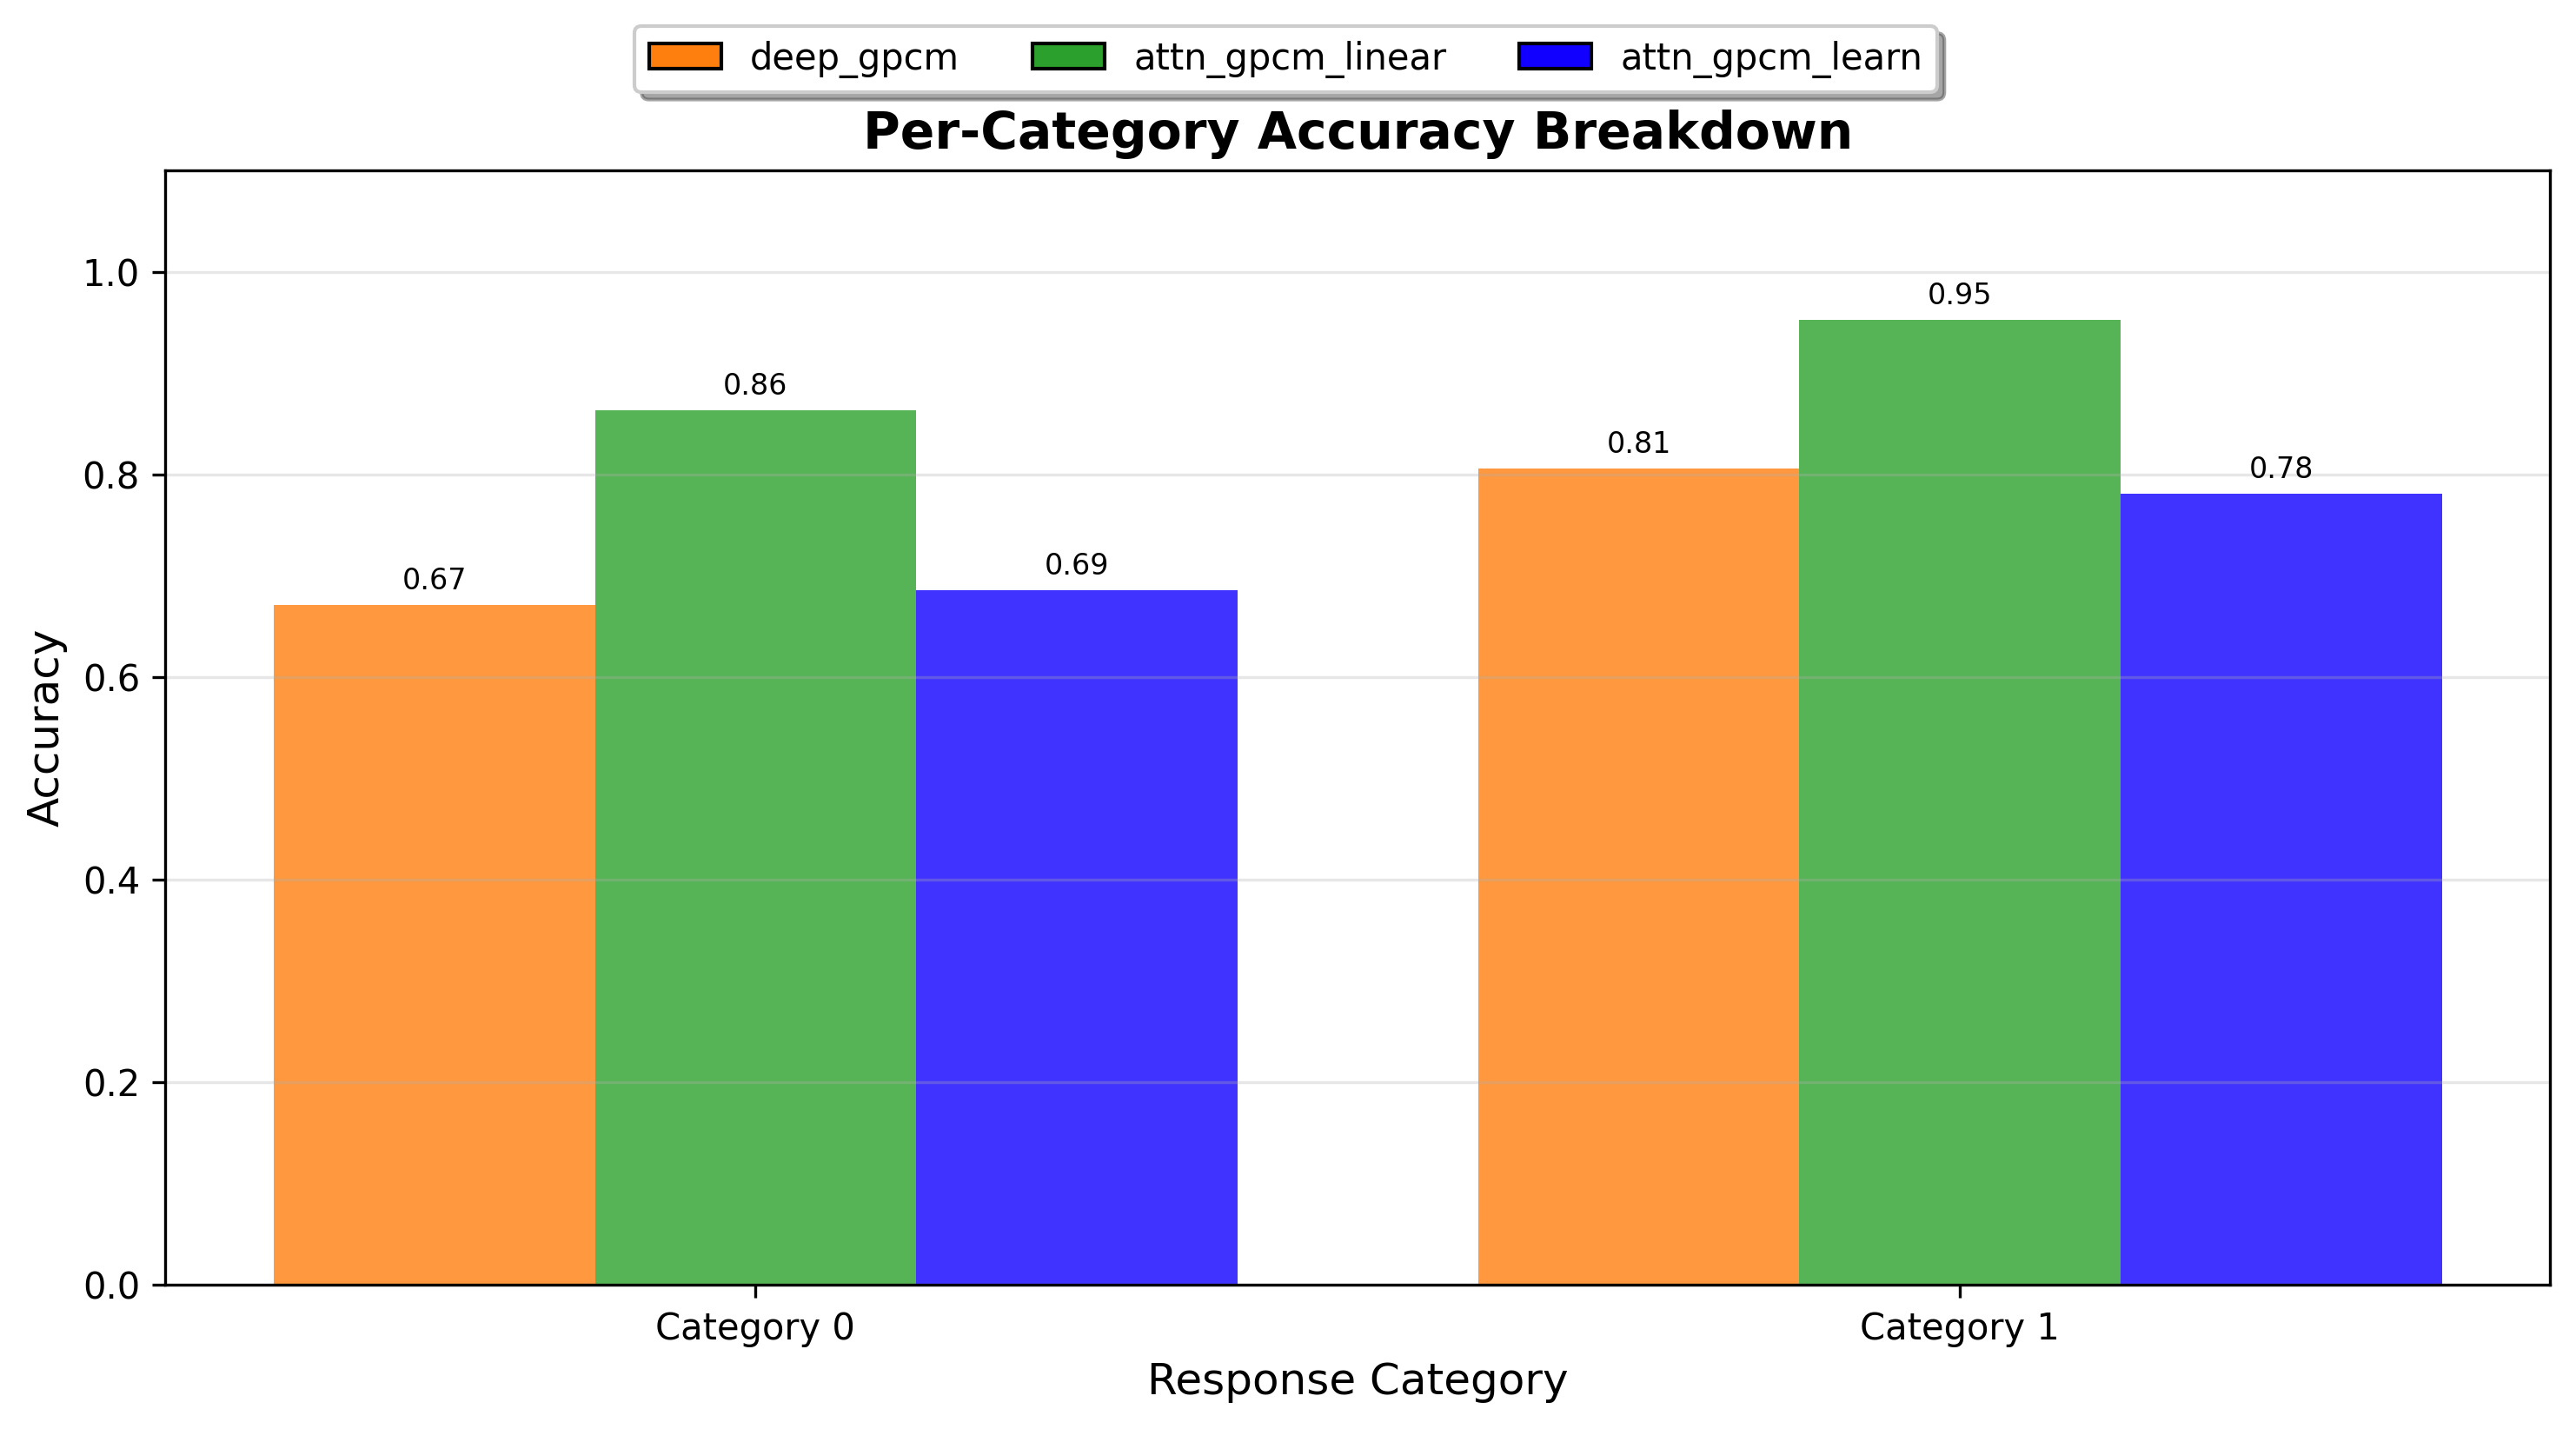 deep_gpcm attn_gpcm_linear attn_gpcm_learn
Per-Category Accuracy Breakdown
1.0
0.8
0.6
0.4
0.2
0.0
Accuracy
0.67
0.86
0.69
0.81
0.95
0.78
Category 0 Category 1
Response Category